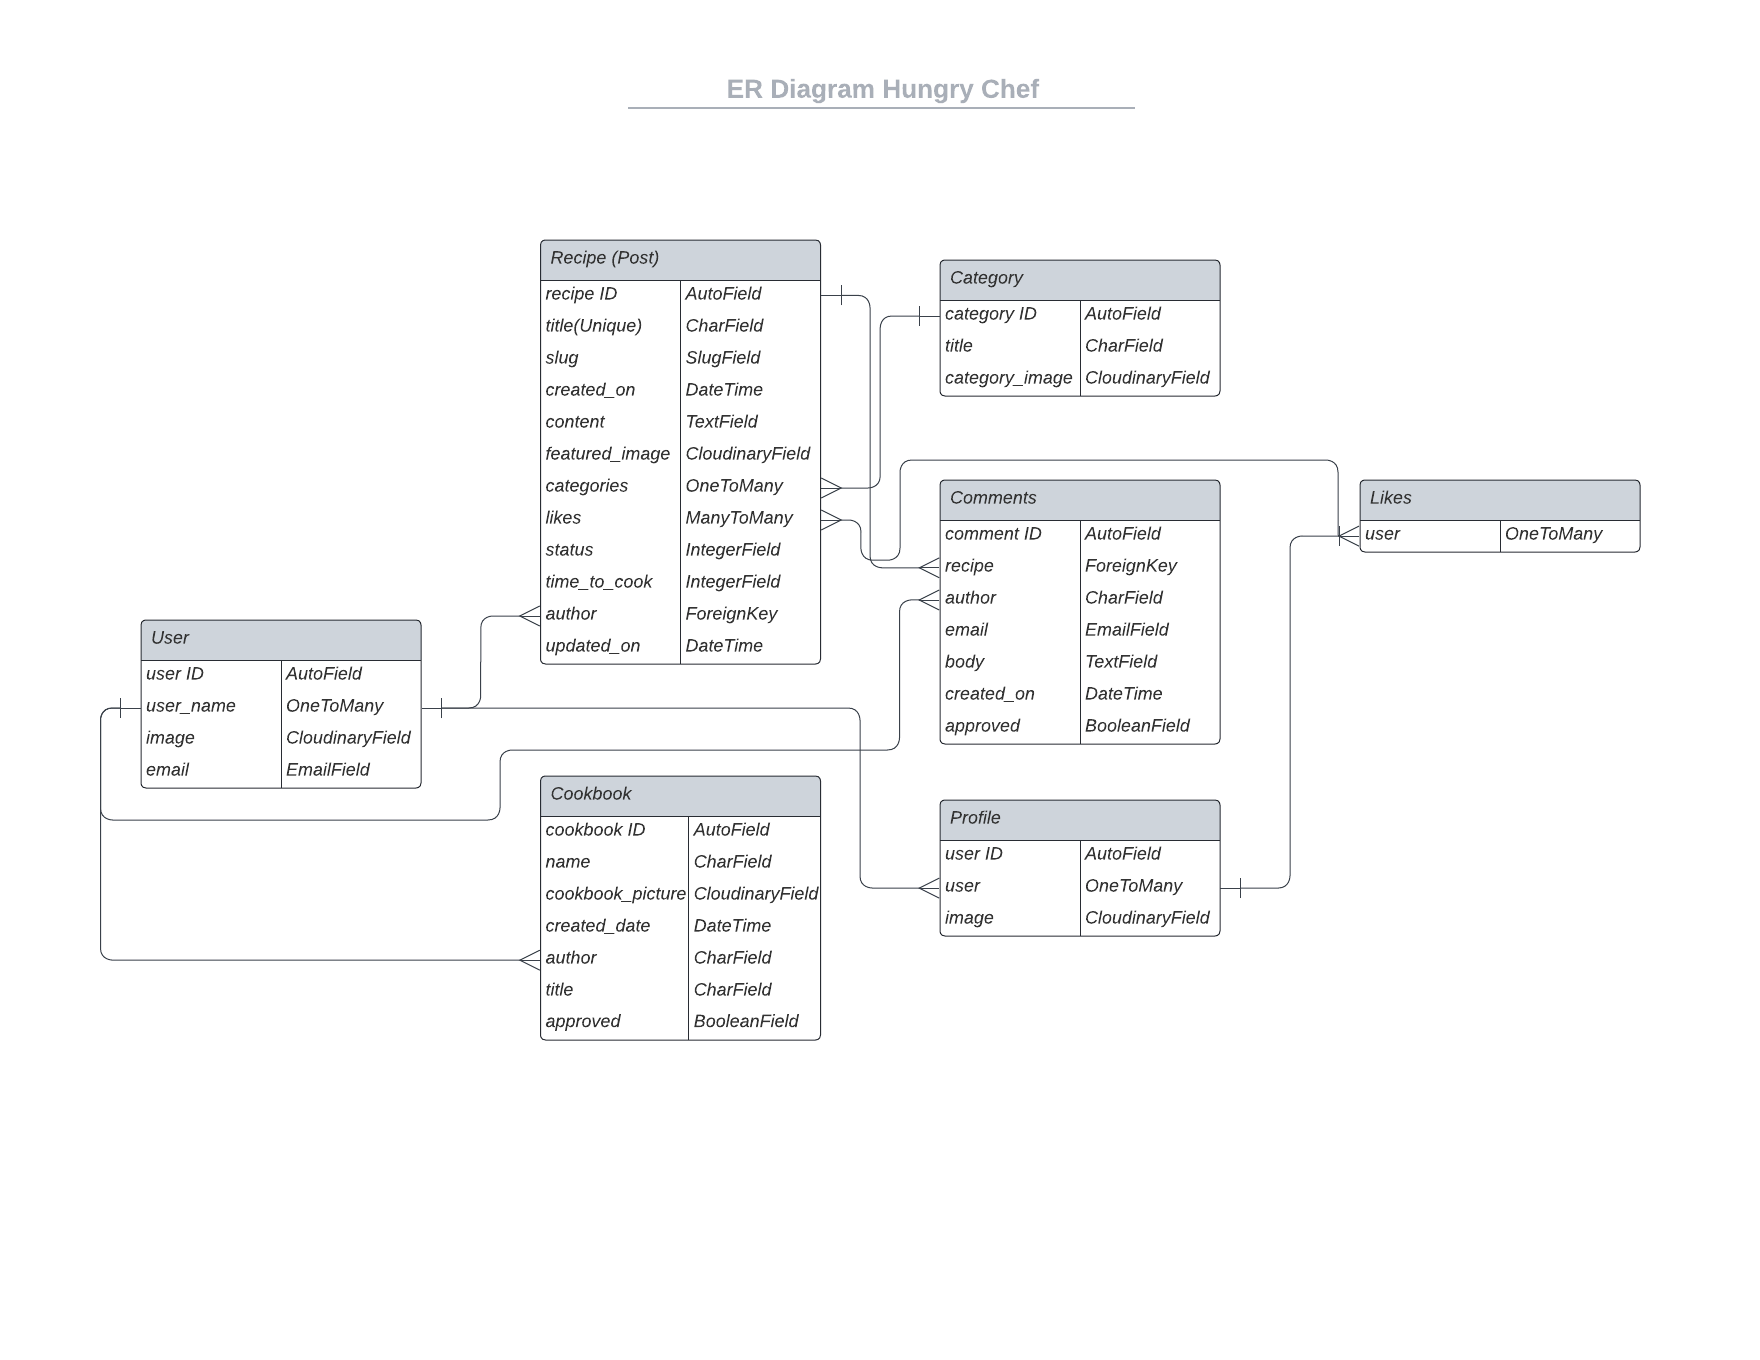 ER Diagram Hungry Chef
Recipe (Post)
recipe ID AutoField
title(Unique) CharField
slug SlugField
created_on DateTime
content TextField
featured_image CloudinaryField
categories OneToMany
likes ManyToMany
status IntegerField
time_to_cook IntegerField
author ForeignKey
updated_on DateTime
Category
category ID AutoField
title CharField
category_image CloudinaryField
Comments
comment ID AutoField
recipe ForeignKey
author CharField
email EmailField
body TextField
created_on DateTime
approved BooleanField
Likes
user OneToMany
User
user ID AutoField
user_name OneToMany
image CloudinaryField
email EmailField
Cookbook
cookbook ID AutoField
name CharField
cookbook_picture CloudinaryField
created_date DateTime
author CharField
title CharField
approved BooleanField
Profile
user ID AutoField
user OneToMany
image CloudinaryField